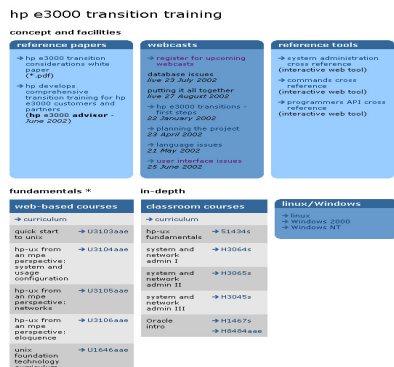 hp e3000 transition training
concept and facilities
reference papers
→ hp e3000 transition
considerations white
paper
(*.pdf)
→ hp develops
comprehensive
transition training for hp
e3000 customers and
partners
(hp e3000 advisor -
June 2002)
webcasts
→ register for upcoming
webcasts
database issues
live 23 July 2002
putting it all together
live 27 August 2002
→ hp e3000 transitions -
first steps
22 January 2002
→ planning the project
23 April 2002
→ language issues
21 May 2002
→ user interface issues
25 June 2002
reference tools
→ system administration
cross reference
(interactive web tool)
→ commands cross
reference
(interactive web tool)
→ programmers API cross
reference
(interactive web tool)
fundamentals *
web-based courses
→ curriculum
quick start
to unix
→ U3103aae
hp-ux from
an mpe
perspective:
system and
usage
configuration
→ U3104aae
hp-ux from
an mpe
perspective:
networks
→ U3105aae
hp-ux from
an mpe
perspective:
eloquence
→ U3106aae
unix
foundation
technology
curriculum
→ U1646aae
in-depth
classroom courses
→ curriculum
hp-ux
fundamentals
→ 51434s
system and
network
admin I
→ H3064s
system and
network
admin II
→ H3065s
system and
network
admin III
→ H3045s
Oracle
intro
→ H1467s
→ H8484aae
linux/Windows
→ linux
→ Windows 2000
→ Windows NT